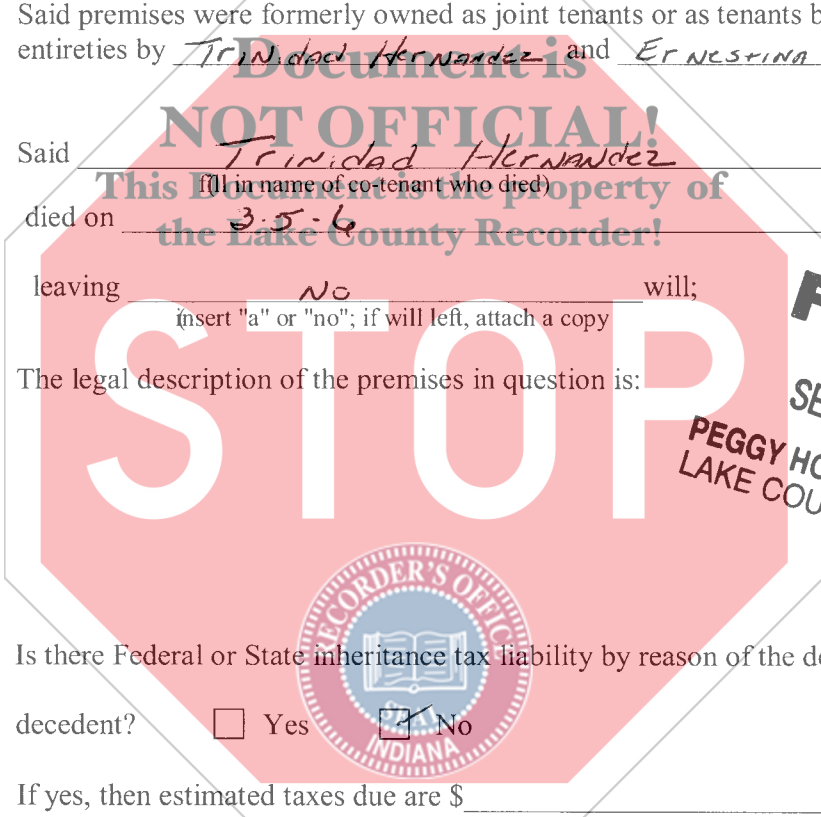 Said premises were formerly owned as joint tenants or as tenants b
entireties by Trinidad Hernandez and Ernestina
Document is
NOT OFFICIAL!
Said Trinidad Hernandez
fill in name of co-tenant who died)
This Document is the property of
died on 3-5-6
the Lake County Recorder!
leaving No will;
insert "a" or "no"; if will left, attach a copy
STOP
The legal description of the premises in question is:
PEGGY HO
LAKE COU
RECORDER'S OFFICE
SEAL
INDIANA
Is there Federal or State inheritance tax liability by reason of the de
decedent? Yes No
If yes, then estimated taxes due are $